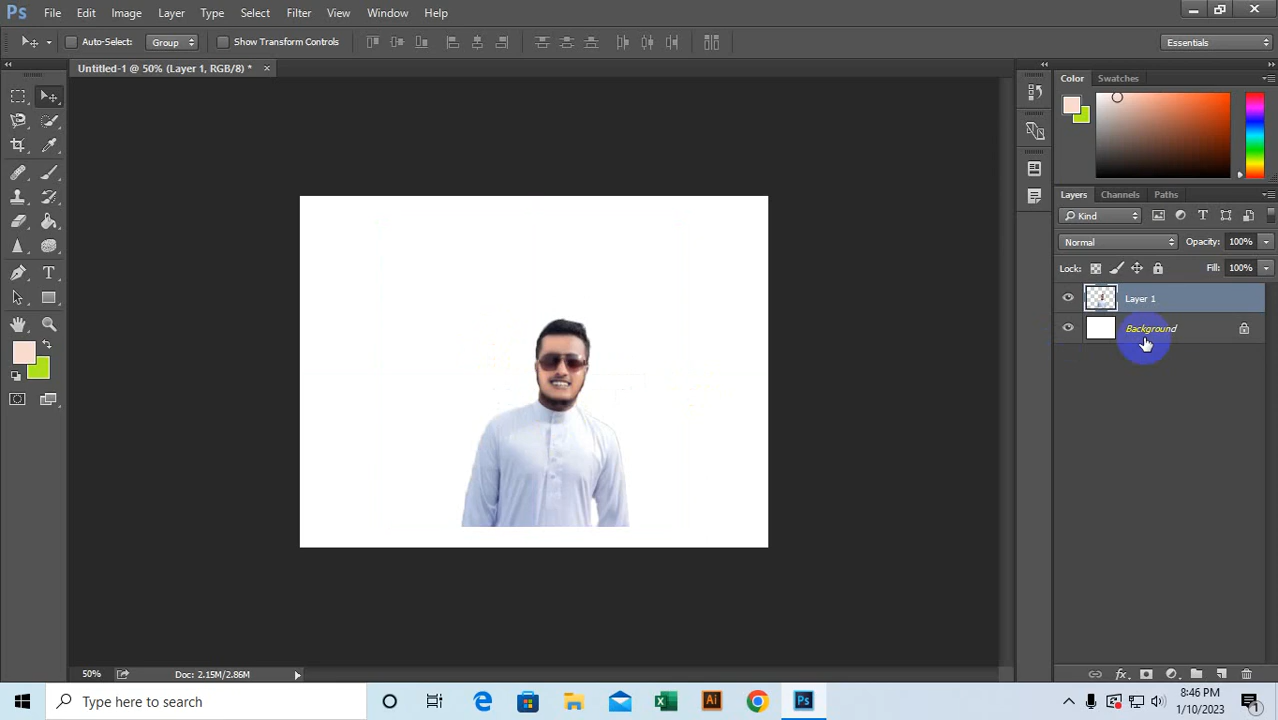 Ps File Edit Image Layer Type Select Filter View Window Help
Auto-Select: Group Show Transform Controls Essentials
Untitled-1 @ 50% (Layer 1, RGB/8) * ×
Color Swatches
Layers Channels Paths
Kind
Normal Opacity: 100%
Lock: Fill: 100%
Layer 1
Background
50% Doc: 2.15M/2.86M
Type here to search
Ai Ps
8:46 PM
1/10/2023